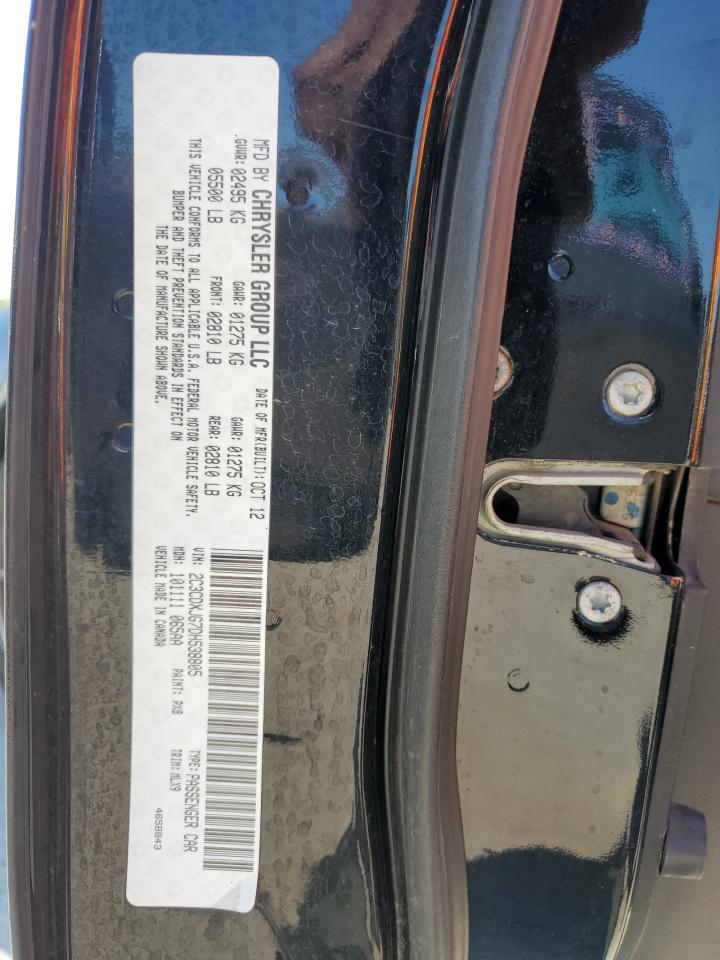 MFD BY CHRYSLER GROUP LLC DATE OF MFR(BUILT): OCT 12
GVWR: 02495 KG GAWR: 01275 KG GAWR: 01275 KG
05500 LB FRONT: 02810 LB REAR: 02810 LB
THIS VEHICLE CONFORMS TO ALL APPLICABLE U.S.A. FEDERAL MOTOR VEHICLE SAFETY,
BUMPER AND THEFT PREVENTION STANDARDS IN EFFECT ON
THE DATE OF MANUFACTURE SHOWN ABOVE.
VIN: 2C3CDXJG7DH538805 TYPE: PASSENGER CAR
MDH: 101111 065AA PAINT: PX8 TRIM: MLX9
VEHICLE MADE IN CANADA 4658843